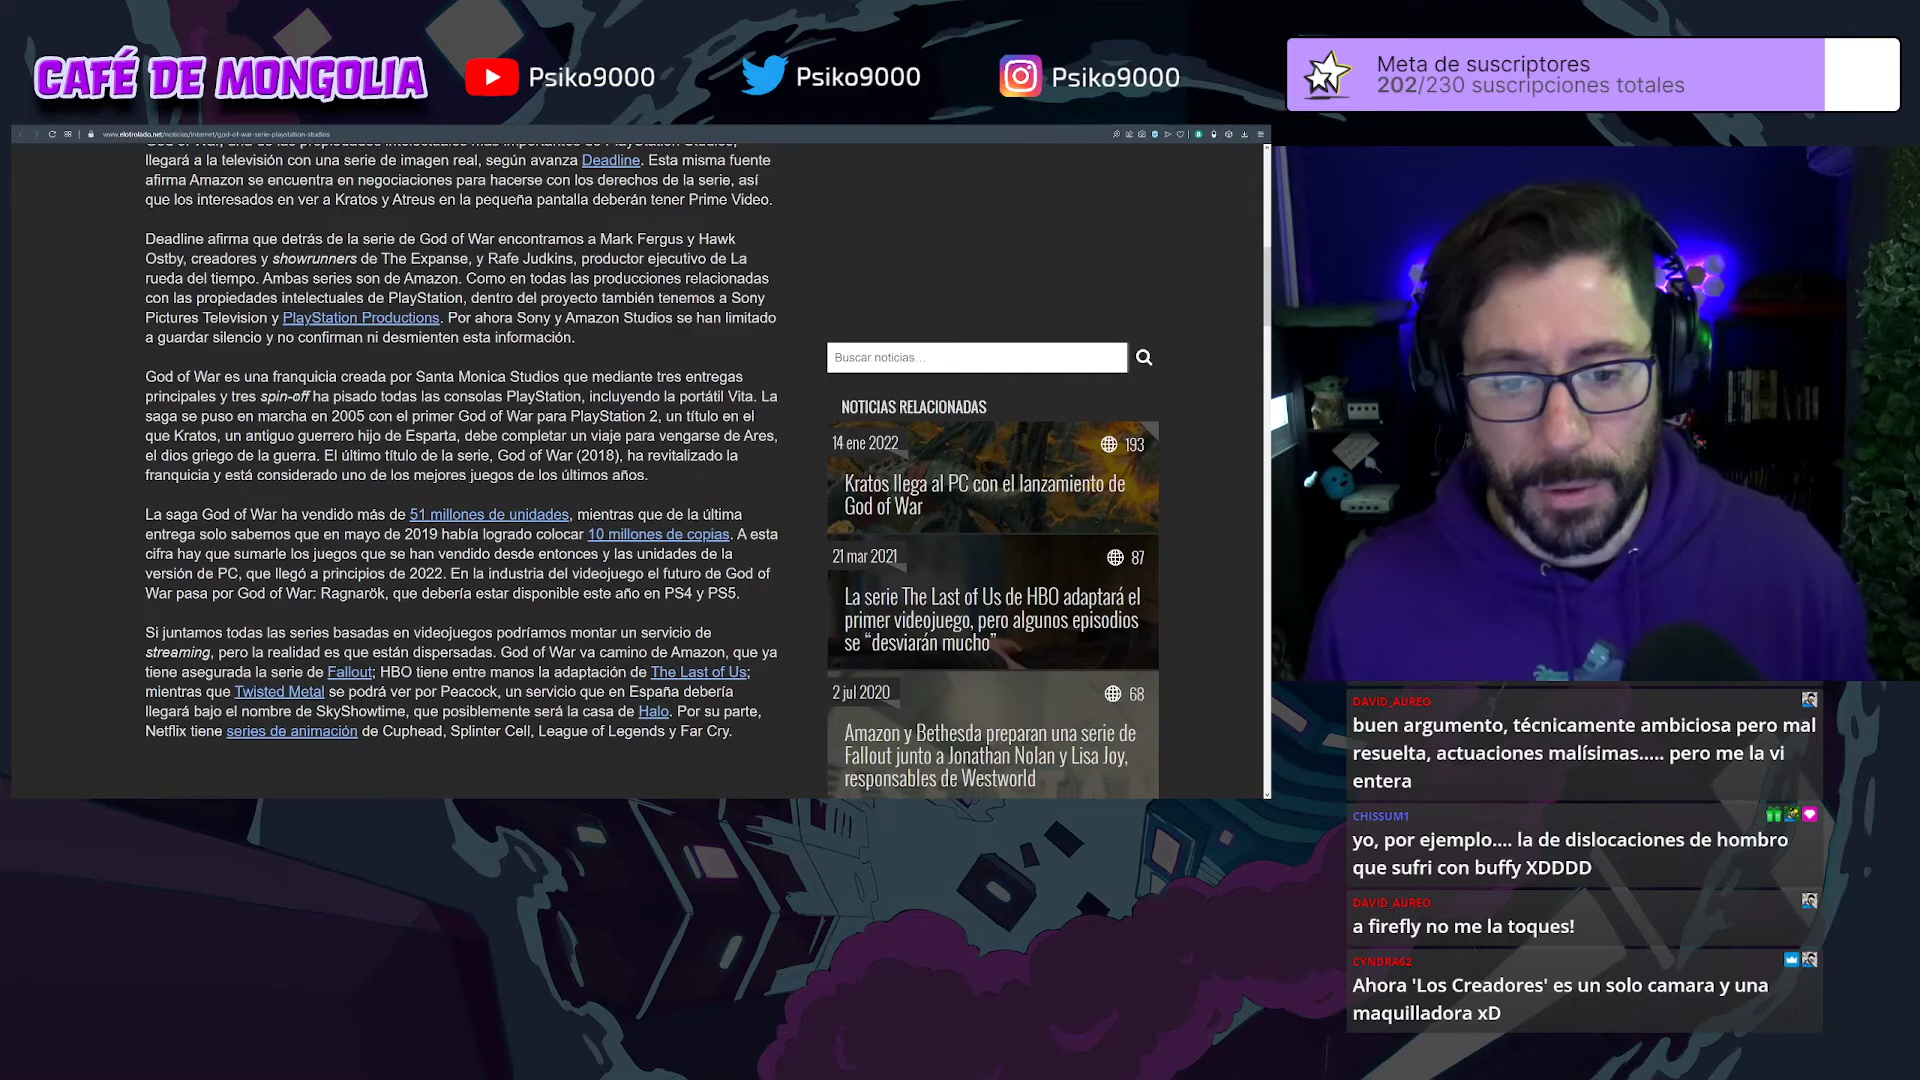 CAFÉ DE MONGOLIA
Psiko9000
Psiko9000
Psiko9000
Meta de suscriptores
202/230 suscripciones totales
www.elotrolado.net/noticias/internet/god-of-war-serie-playstation-studios
God of War, una de las propiedades intelectuales más importantes de PlayStation Studios,
llegará a la televisión con una serie de imagen real, según avanza Deadline. Esta misma fuente
afirma Amazon se encuentra en negociaciones para hacerse con los derechos de la serie, así
que los interesados en ver a Kratos y Atreus en la pequeña pantalla deberán tener Prime Video.
Deadline afirma que detrás de la serie de God of War encontramos a Mark Fergus y Hawk
Ostby, creadores y showrunners de The Expanse, y Rafe Judkins, productor ejecutivo de La
rueda del tiempo. Ambas series son de Amazon. Como en todas las producciones relacionadas
con las propiedades intelectuales de PlayStation, dentro del proyecto también tenemos a Sony
Pictures Television y PlayStation Productions. Por ahora Sony y Amazon Studios se han limitado
a guardar silencio y no confirman ni desmienten esta información.
God of War es una franquicia creada por Santa Monica Studios que mediante tres entregas
principales y tres spin-off ha pisado todas las consolas PlayStation, incluyendo la portátil Vita. La
saga se puso en marcha en 2005 con el primer God of War para PlayStation 2, un título en el
que Kratos, un antiguo guerrero hijo de Esparta, debe completar un viaje para vengarse de Ares,
el dios griego de la guerra. El último título de la serie, God of War (2018), ha revitalizado la
franquicia y está considerado uno de los mejores juegos de los últimos años.
La saga God of War ha vendido más de 51 millones de unidades, mientras que de la última
entrega solo sabemos que en mayo de 2019 había logrado colocar 10 millones de copias. A esta
cifra hay que sumarle los juegos que se han vendido desde entonces y las unidades de la
versión de PC, que llegó a principios de 2022. En la industria del videojuego el futuro de God of
War pasa por God of War: Ragnarök, que debería estar disponible este año en PS4 y PS5.
Si juntamos todas las series basadas en videojuegos podríamos montar un servicio de
streaming, pero la realidad es que están dispersadas. God of War va camino de Amazon, que ya
tiene asegurada la serie de Fallout; HBO tiene entre manos la adaptación de The Last of Us;
mientras que Twisted Metal se podrá ver por Peacock, un servicio que en España debería
llegará bajo el nombre de SkyShowtime, que posiblemente será la casa de Halo. Por su parte,
Netflix tiene series de animación de Cuphead, Splinter Cell, League of Legends y Far Cry.
Buscar noticias…
NOTICIAS RELACIONADAS
14 ene 2022
193
Kratos llega al PC con el lanzamiento de
God of War
21 mar 2021
87
La serie The Last of Us de HBO adaptará el
primer videojuego, pero algunos episodios
se “desviarán mucho”
2 jul 2020
68
Amazon y Bethesda preparan una serie de
Fallout junto a Jonathan Nolan y Lisa Joy,
responsables de Westworld
DAVID_AUREO
buen argumento, técnicamente ambiciosa pero mal
resuelta, actuaciones malísimas..... pero me la vi
entera
CHISSUM1
yo, por ejemplo.... la de dislocaciones de hombro
que sufri con buffy XDDDD
DAVID_AUREO
a firefly no me la toques!
CYNDRA62
Ahora 'Los Creadores' es un solo camara y una
maquilladora xD